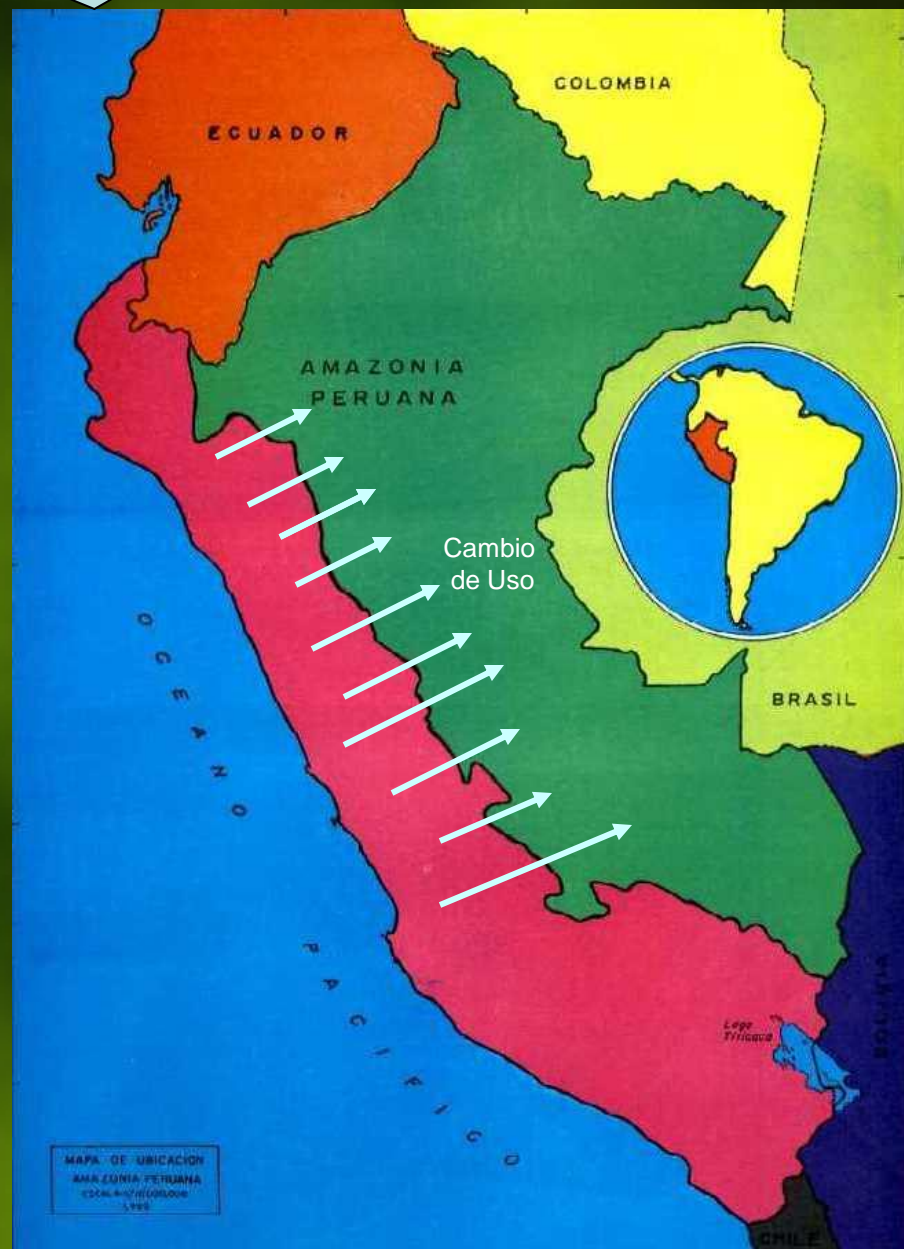 COLOMBIA
ECUADOR
AMAZONIA
PERUANA
Cambio
de Uso
OCEANO
PACIFICO
BRASIL
Lago
Titicaca
BOLIVIA
MAPA DE UBICACION
AMAZONIA PERUANA
CHILE